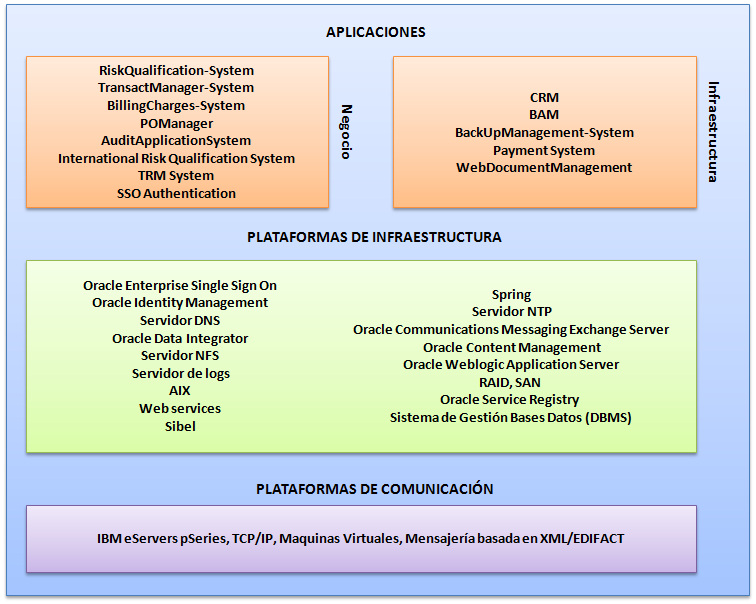 APLICACIONES
RiskQualification-System
TransactManager-System
BillingCharges-System
POManager
AuditApplicationSystem
International Risk Qualification System
TRM System
SSO Authentication
Negocio
CRM
BAM
BackUpManagement-System
Payment System
WebDocumentManagement
Infraestructura
PLATAFORMAS DE INFRAESTRUCTURA
Oracle Enterprise Single Sign On
Oracle Identity Management
Servidor DNS
Oracle Data Integrator
Servidor NFS
Servidor de logs
AIX
Web services
Sibel
Spring
Servidor NTP
Oracle Communications Messaging Exchange Server
Oracle Content Management
Oracle Weblogic Application Server
RAID, SAN
Oracle Service Registry
Sistema de Gestión Bases Datos (DBMS)
PLATAFORMAS DE COMUNICACIÓN
IBM eServers pSeries, TCP/IP, Maquinas Virtuales, Mensajería basada en XML/EDIFACT